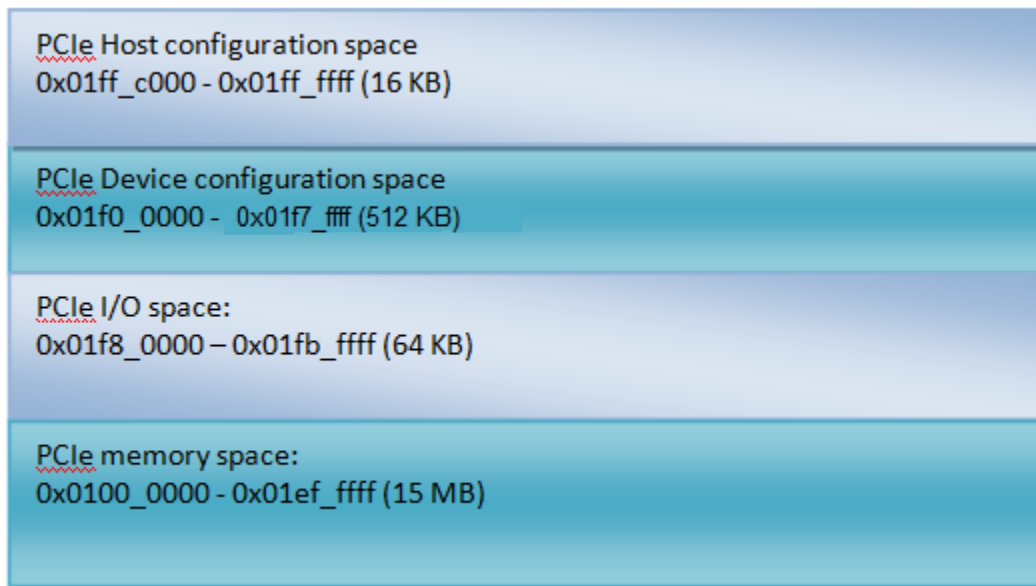 PCIe Host configuration space
0x01ff_c000 - 0x01ff_ffff (16 KB)
PCIe Device configuration space
0x01f0_0000 - 0x01f7_ffff (512 KB)
PCIe I/O space:
0x01f8_0000 – 0x01fb_ffff (64 KB)
PCIe memory space:
0x0100_0000 - 0x01ef_ffff (15 MB)